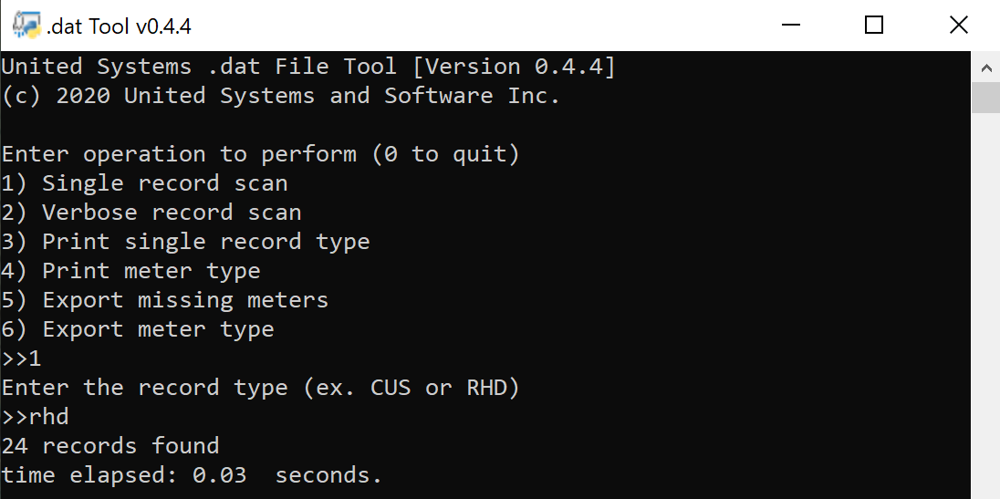 .dat Tool v0.4.4
United Systems .dat File Tool [Version 0.4.4]
(c) 2020 United Systems and Software Inc.
Enter operation to perform (0 to quit)
1) Single record scan
2) Verbose record scan
3) Print single record type
4) Print meter type
5) Export missing meters
6) Export meter type
>>1
Enter the record type (ex. CUS or RHD)
>>rhd
24 records found
time elapsed: 0.03  seconds.